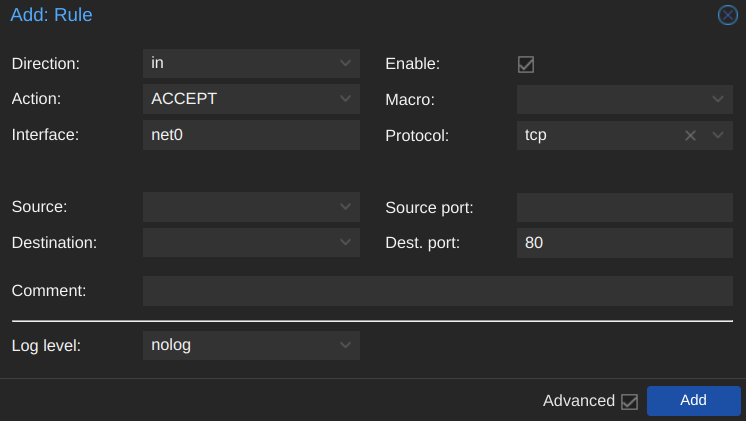 Add: Rule
Direction: in Enable:
Action: ACCEPT Macro:
Interface: net0 Protocol: tcp
Source: Source port:
Destination: Dest. port: 80
Comment:
Log level: nolog
Advanced Add